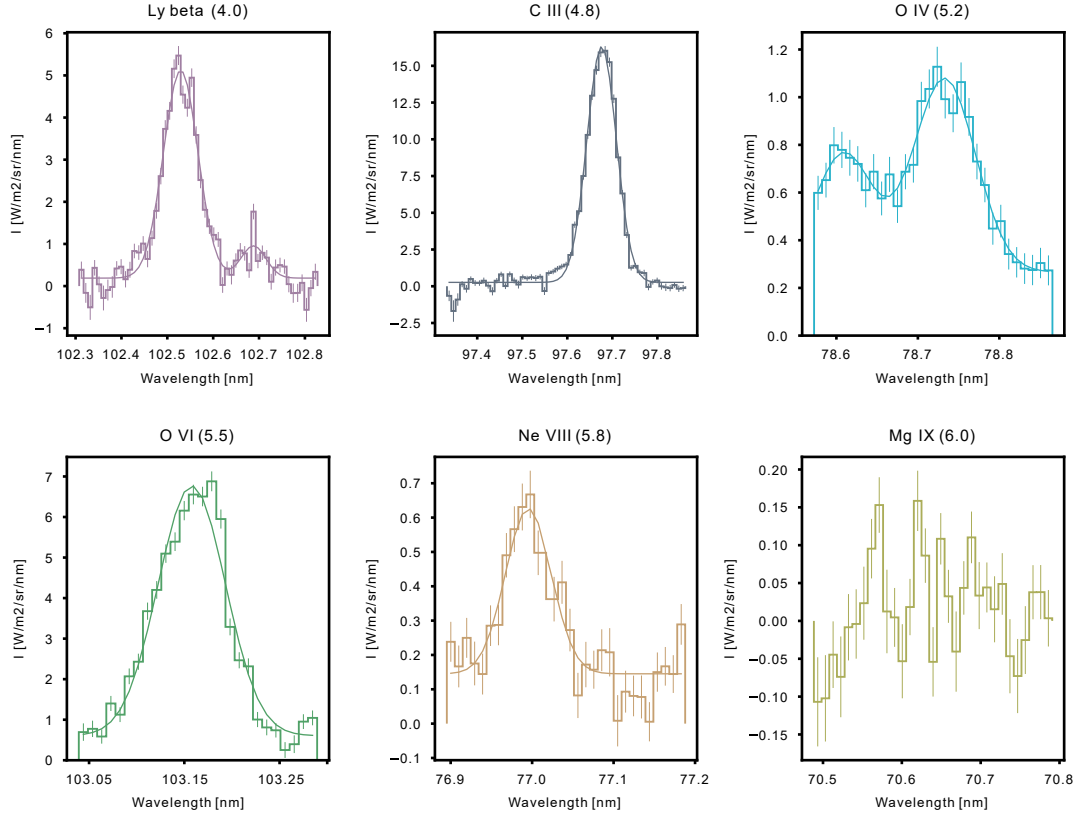 Ly beta (4.0)
C III (4.8)
O IV (5.2)
I [W/m2/sr/nm]
6
5
4
3
2
1
0
−1
102.3 102.4 102.5 102.6 102.7 102.8
Wavelength [nm]
I [W/m2/sr/nm]
15.0
12.5
10.0
7.5
5.0
2.5
0.0
−2.5
97.4 97.5 97.6 97.7 97.8
Wavelength [nm]
I [W/m2/sr/nm]
1.2
1.0
0.8
0.6
0.4
0.2
0.0
78.6 78.7 78.8
Wavelength [nm]
O VI (5.5)
Ne VIII (5.8)
Mg IX (6.0)
I [W/m2/sr/nm]
7
6
5
4
3
2
1
0
103.05 103.15 103.25
Wavelength [nm]
I [W/m2/sr/nm]
0.7
0.6
0.5
0.4
0.3
0.2
0.1
0.0
−0.1
76.9 77.0 77.1 77.2
Wavelength [nm]
I [W/m2/sr/nm]
0.20
0.15
0.10
0.05
0.00
−0.05
−0.10
−0.15
70.5 70.6 70.7 70.8
Wavelength [nm]